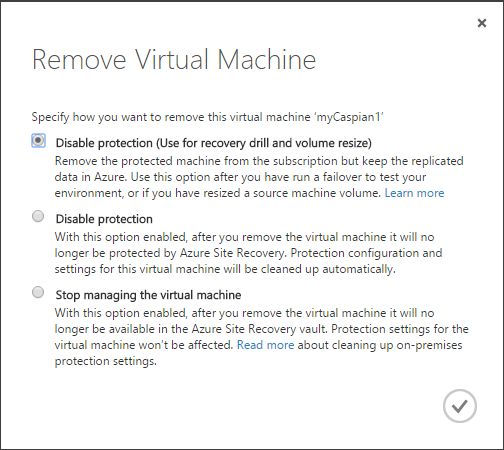 Remove Virtual Machine
Specify how you want to remove this virtual machine 'myCaspian1'
Disable protection (Use for recovery drill and volume resize)
Remove the protected machine from the subscription but keep the replicated
data in Azure. Use this option after you have run a failover to test your
environment, or if you have resized a source machine volume. Learn more
Disable protection
With this option enabled, after you remove the virtual machine it will no
longer be protected by Azure Site Recovery. Protection configuration and
settings for this virtual machine will be cleaned up automatically.
Stop managing the virtual machine
With this option enabled, after you remove the virtual machine it will no
longer be available in the Azure Site Recovery vault. Protection settings for the
virtual machine won't be affected. Read more about cleaning up on-premises
protection settings.